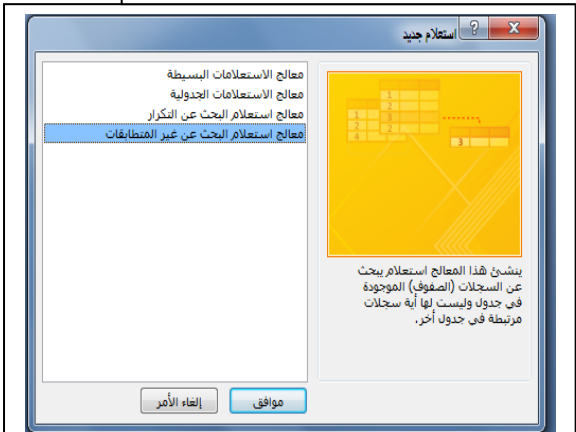 استعلام جديد
معالج الاستعلامات البسيطة
معالج الاستعلامات الجدولية
معالج استعلام البحث عن التكرار
معالج استعلام البحث عن غير المتطابقات
ينشئ هذا المعالج استعلام يبحث
عن السجلات (الصفوف) الموجودة
في جدول وليست لها أية سجلات
مرتبطة في جدول أخر.
موافق
إلغاء الأمر